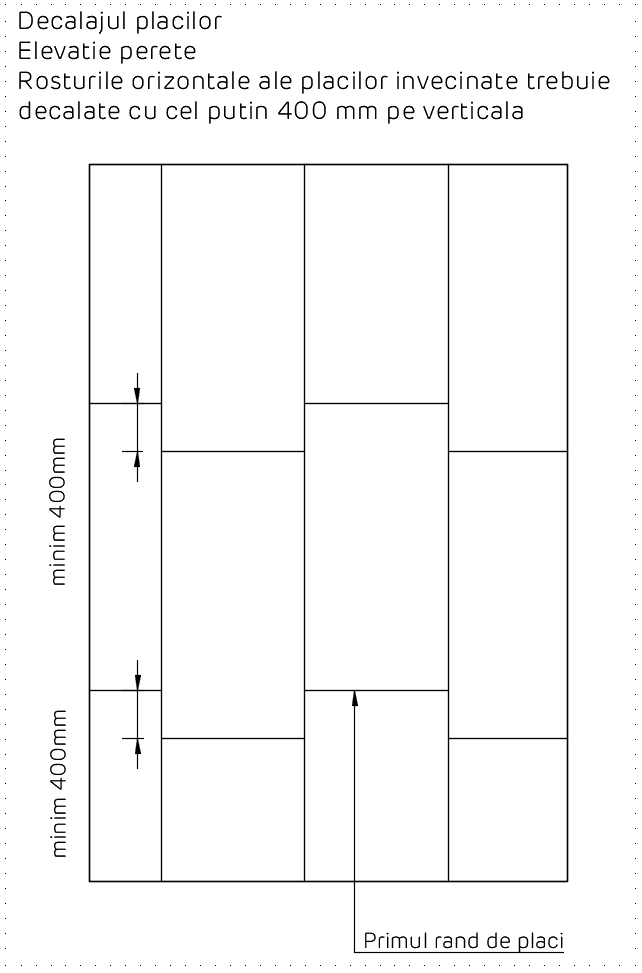 Decalajul placilor
Elevatie perete
Rosturile orizontale ale placilor invecinate trebuie
decalate cu cel putin 400 mm pe verticala
minim 400mm
minim 400mm
Primul rand de placi